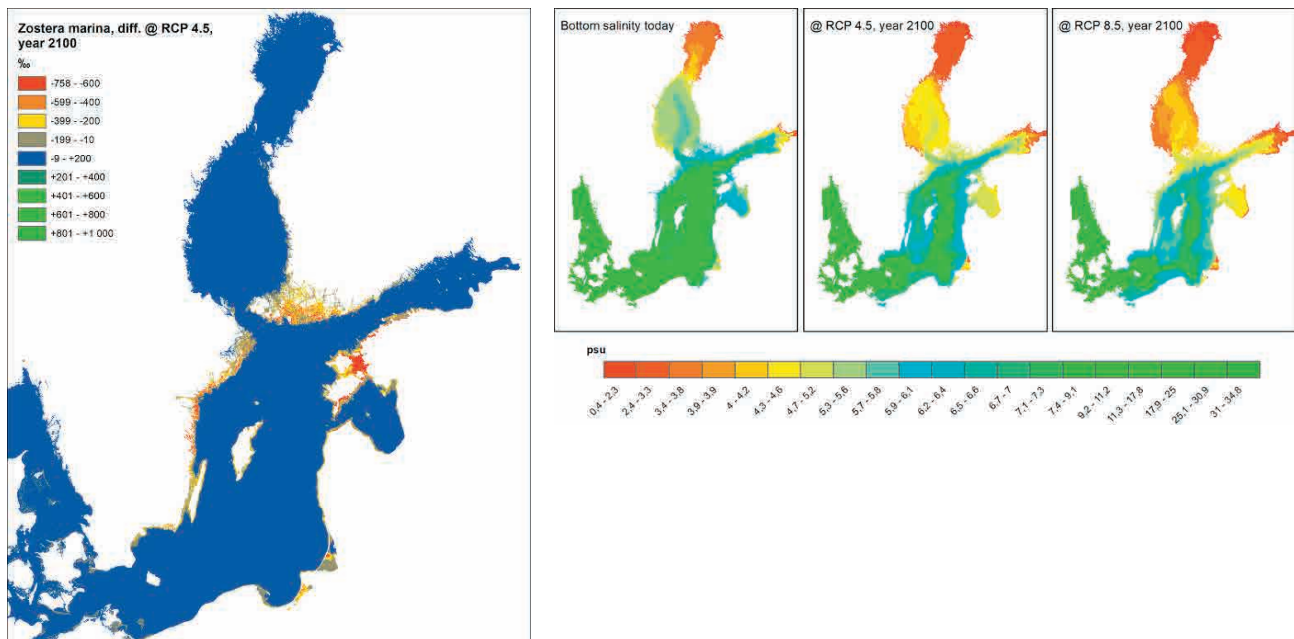 Zostera marina, diff. @ RCP 4.5,
year 2100
‰
-758 - -600
-599 - -400
-399 - -200
-199 - -10
-9 - +200
+201 - +400
+401 - +600
+601 - +800
+801 - +1 000
Bottom salinity today
@ RCP 4.5, year 2100
@ RCP 8.5, year 2100
psu
0,4 - 2,3
2,4 - 3,3
3,4 - 3,8
3,9 - 3,9
4 - 4,2
4,3 - 4,6
4,7 - 5,2
5,3 - 5,6
5,7 - 5,8
5,9 - 6,1
6,2 - 6,4
6,5 - 6,6
6,7 - 7
7,1 - 7,3
7,4 - 9,1
9,2 - 11,2
11,3 - 17,8
17,9 - 25
25,1 - 30,9
31 - 34,8